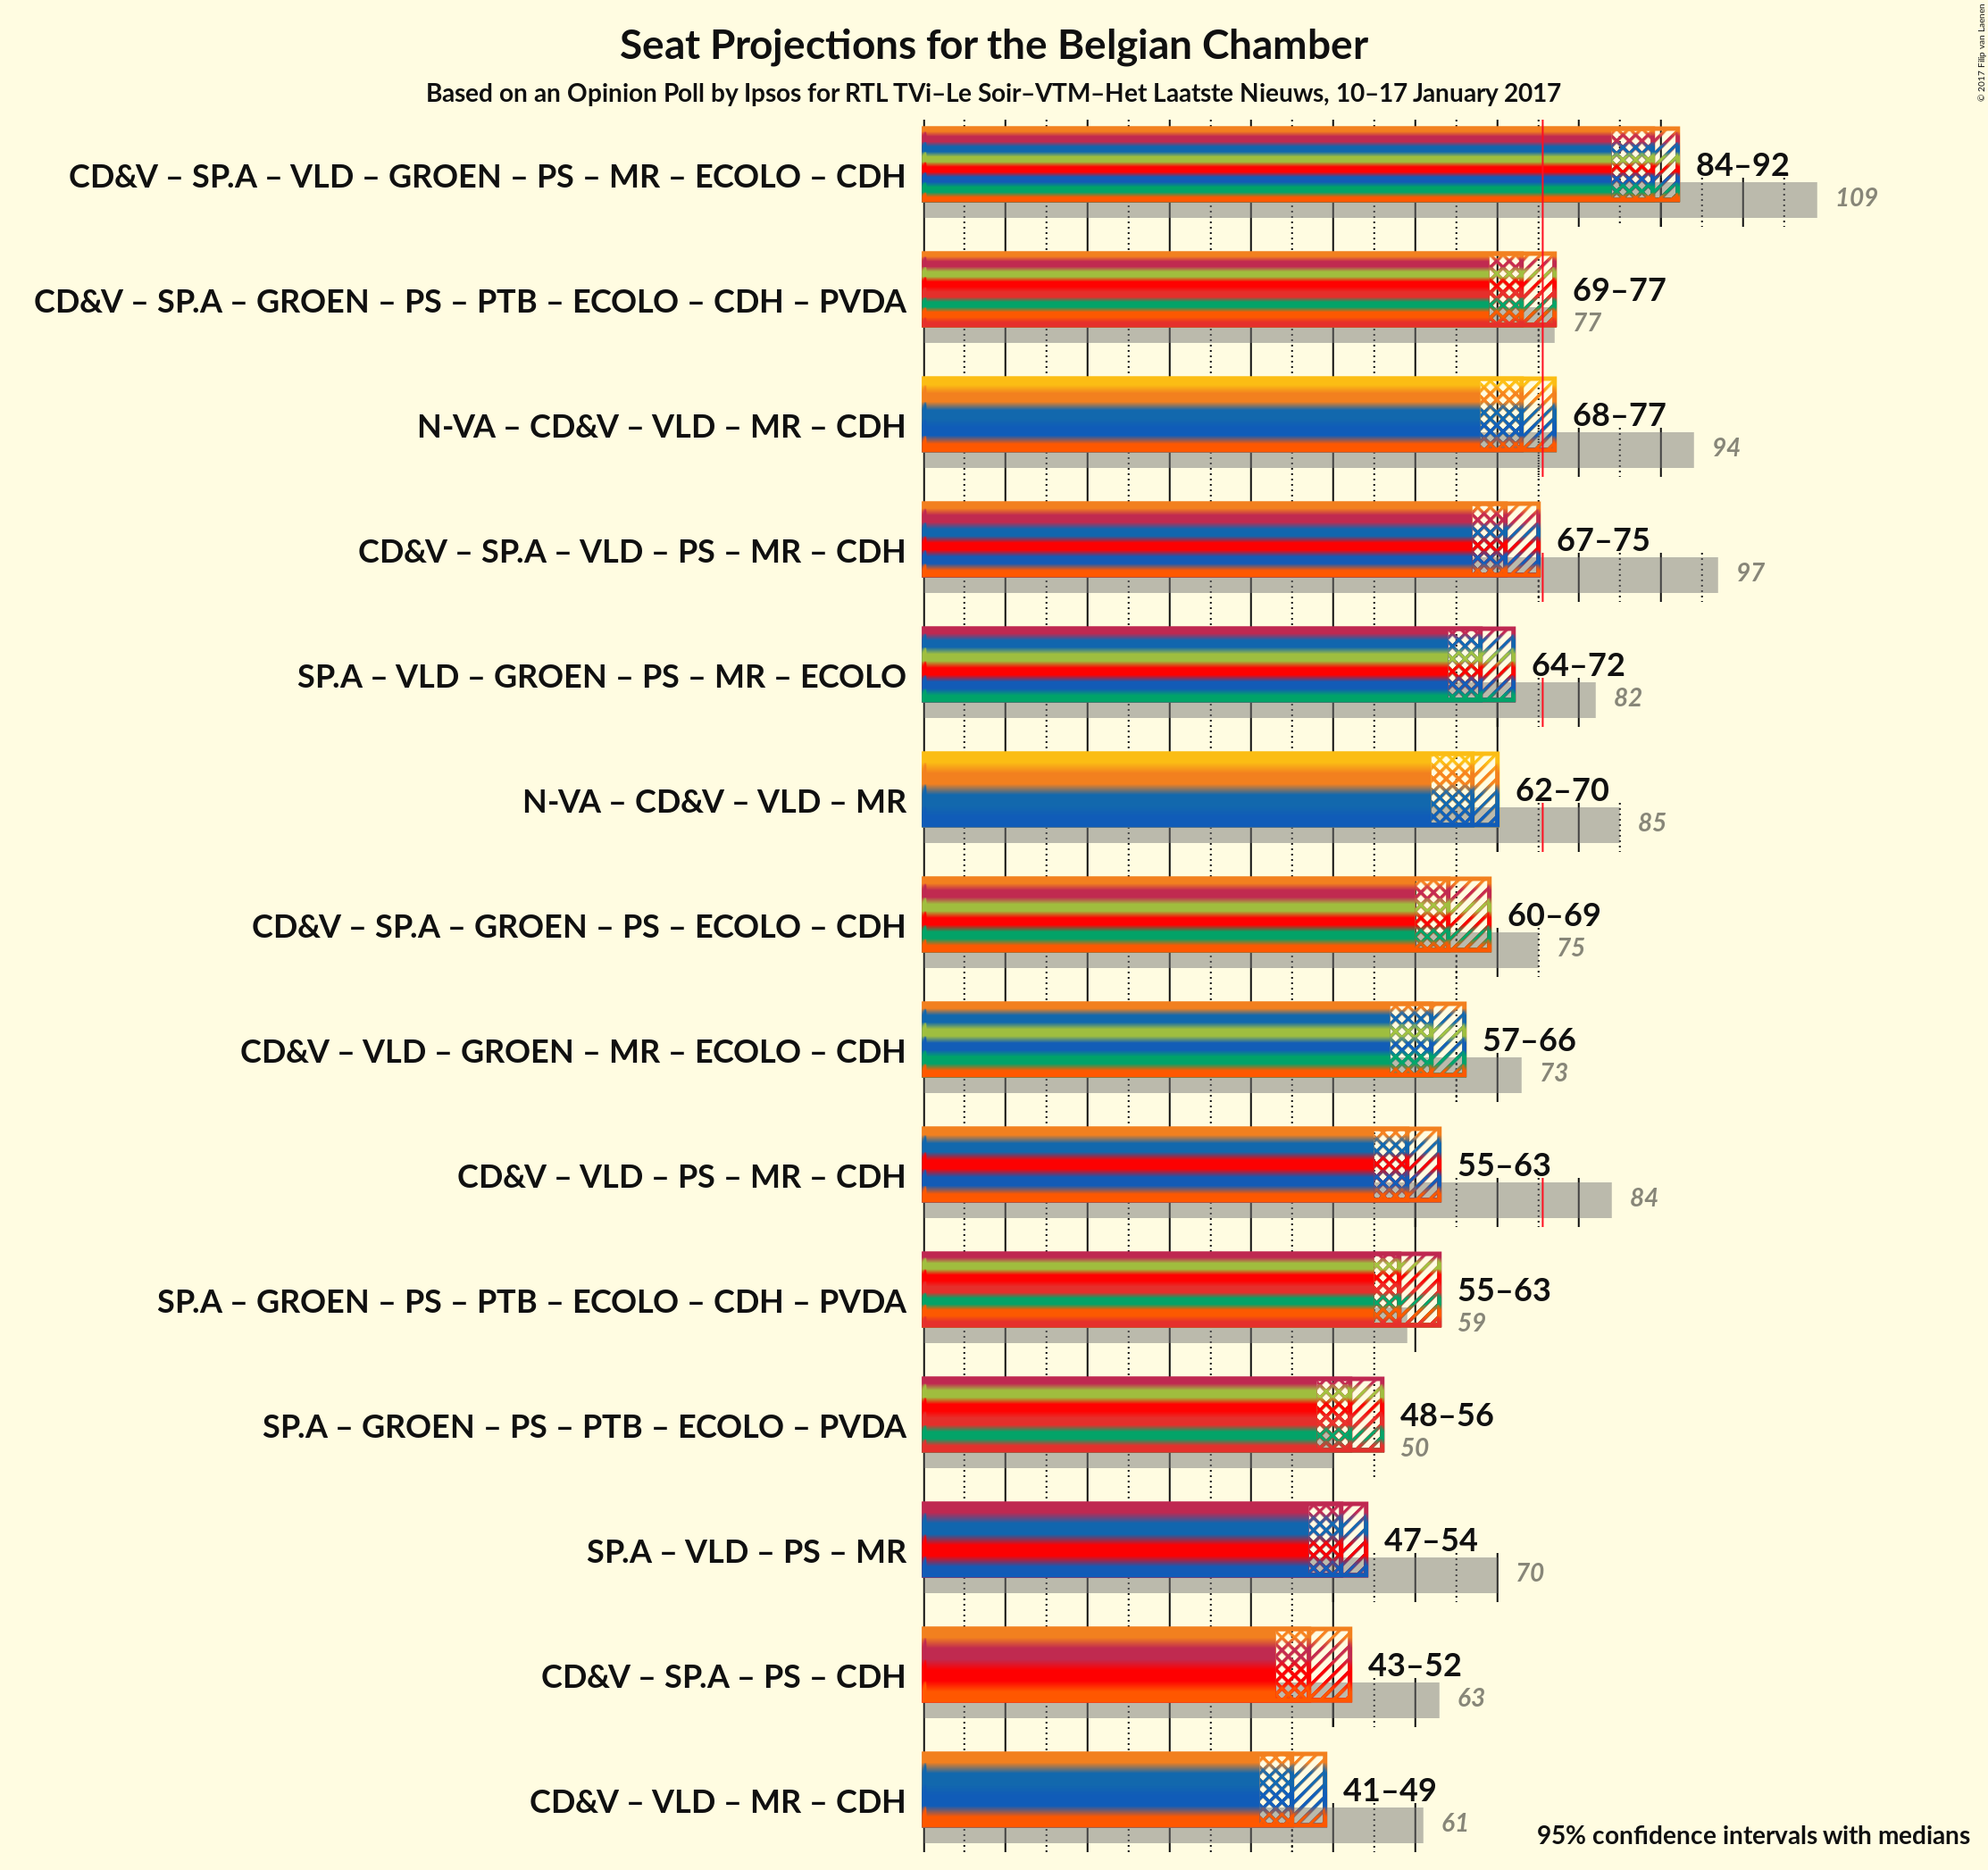 Seat Projections for the Belgian Chamber
Based on an Opinion Poll by Ipsos for RTL TVi–Le Soir–VTM–Het Laatste Nieuws, 10–17 January 2017
© 2017 Filip van Laenen
CD&V – SP.A – VLD – GROEN – PS – MR – ECOLO – CDH
84–92
109
CD&V – SP.A – GROEN – PS – PTB – ECOLO – CDH – PVDA
69–77
77
N-VA – CD&V – VLD – MR – CDH
68–77
94
CD&V – SP.A – VLD – PS – MR – CDH
67–75
97
SP.A – VLD – GROEN – PS – MR – ECOLO
64–72
82
N-VA – CD&V – VLD – MR
62–70
85
CD&V – SP.A – GROEN – PS – ECOLO – CDH
60–69
75
CD&V – VLD – GROEN – MR – ECOLO – CDH
57–66
73
CD&V – VLD – PS – MR – CDH
55–63
84
SP.A – GROEN – PS – PTB – ECOLO – CDH – PVDA
55–63
59
SP.A – GROEN – PS – PTB – ECOLO – PVDA
48–56
50
SP.A – VLD – PS – MR
47–54
70
CD&V – SP.A – PS – CDH
43–52
63
CD&V – VLD – MR – CDH
41–49
61
95% confidence intervals with medians